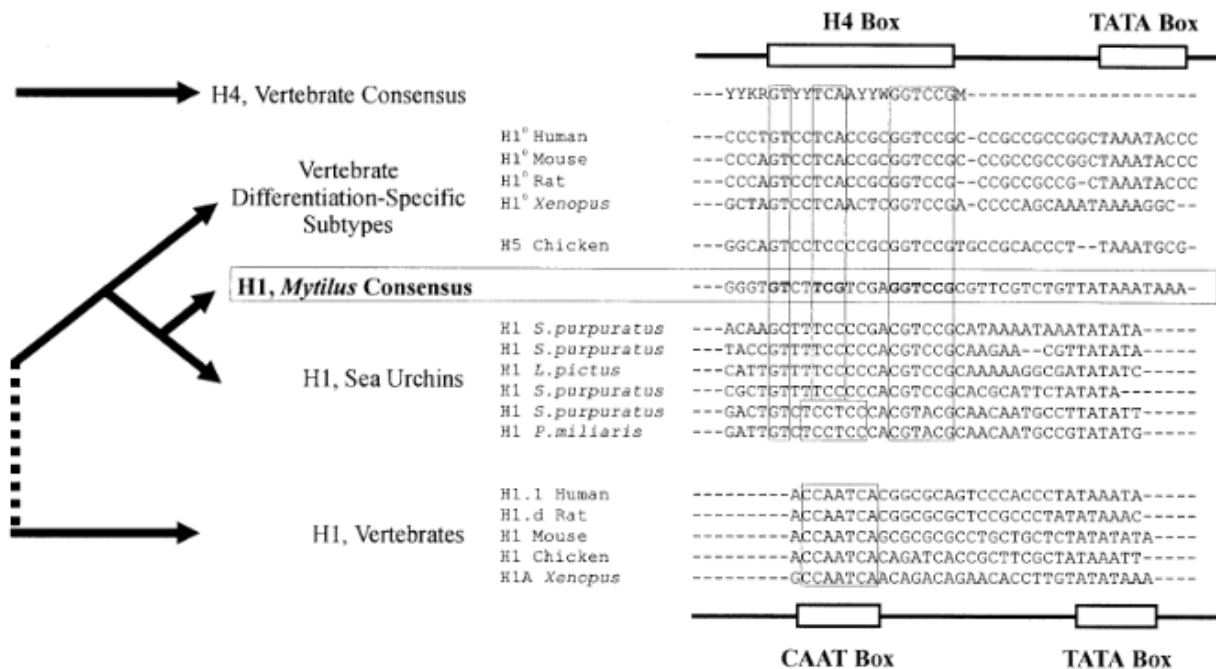 H4 Box TATA Box
H4, Vertebrate Consensus ---YYKRGTYYTCAAYYWGGTCCGM----------------------
Vertebrate
Differentiation-Specific
Subtypes
H1° Human ---CCCTGTCCTCACCGCGGTCCGC-CCGCCGCCGGCTAAATACCC
H1° Mouse ---CCCAGTCCTCACCGCGGTCCGC-CCGCCGCCGGCTAAATACCC
H1° Rat ---CCCAGTCCTCACCGCGGTCCG--CCGCCGCCG-CTAAATACCC
H1° Xenopus ---GCTAGTCCTCAACTCGGTCCGA-CCCCAGCAAATAAAAGGC--
H5 Chicken ---GGCAGTCCTCCCCGCGGTCCGTGCCGCACCCT--TAAATGCG-
H1, Mytilus Consensus ---GGGTGTCTTCGTCGAGGTCCGCGTTCGTCTGTTATAAATAAA-
H1, Sea Urchins
H1 S.purpuratus ---ACAAGCTTTCCCCGACGTCCGCATAAAATAAATATATA-----
H1 S.purpuratus ---TACCGTTTTCCCCCACGTCCGCAAGAA--CGTTATATA-----
H1 L.pictus ---CATTGTTTTCCCCCACGTCCGCAAAAAGGCGATATATC-----
H1 S.purpuratus ---CGCTGTTTTCCCCCACGTCCGCACGCATTCTATATA-------
H1 S.purpuratus ---GACTGTCTCCTCCCACGTACGCAACAATGCCTTATATT-----
H1 P.miliaris ---GATTGTCTCCTCCCACGTACGCAACAATGCCGTATATG-----
H1, Vertebrates
H1.1 Human ---------ACCAATCACGGCGCAGTCCCACCCTATAAATA-----
H1.d Rat ---------ACCAATCACGGCGCGCTCCGCCCTATATAAAC-----
H1 Mouse ---------ACCAATCAGCGCGCGCCTGCTGCTCTATATATA----
H1 Chicken ---------ACCAATCACAGATCACCGCTTCGCTATAAATT-----
H1A Xenopus ---------GCCAATCAACAGACAGAACACCTTGTATATAAA----
CAAT Box TATA Box